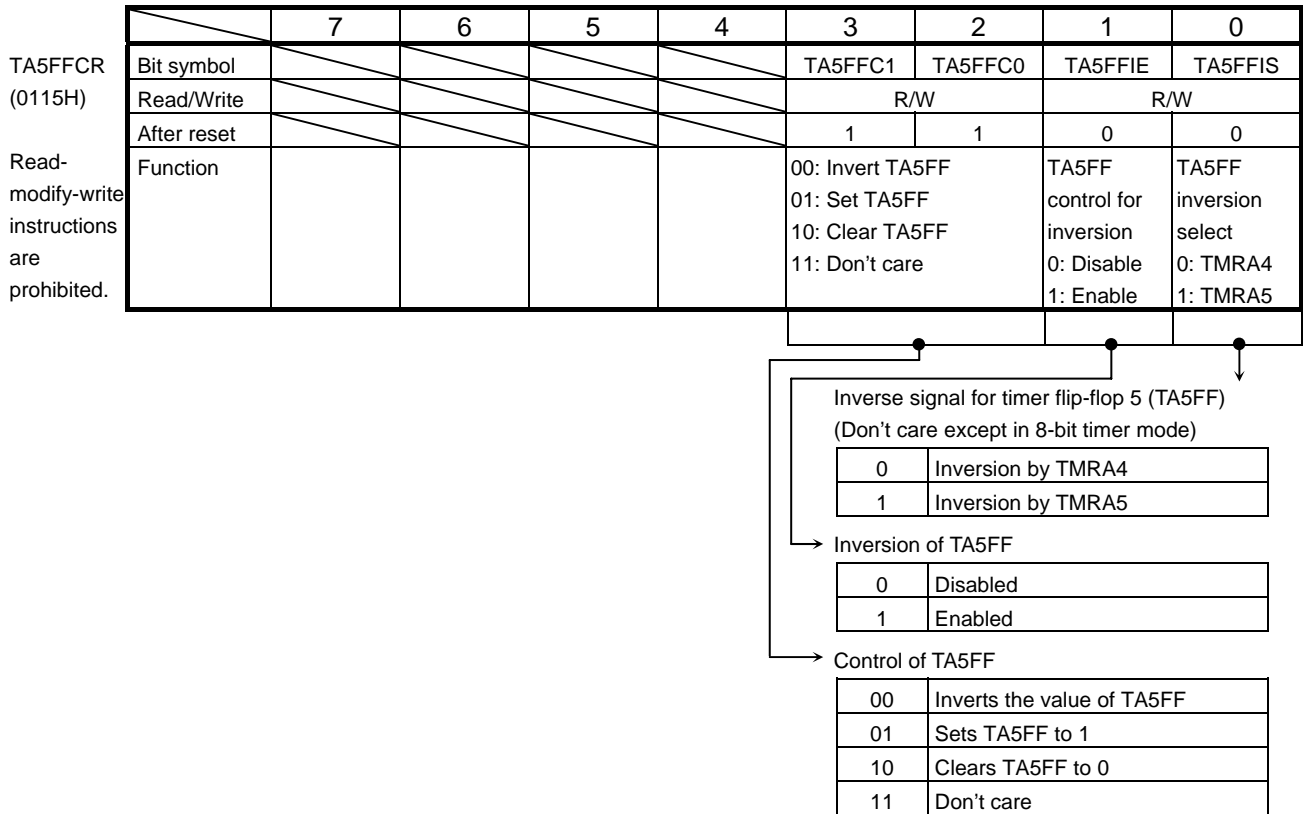 7 6 5 4 3 2 1 0
TA5FFCR
(0115H)
Bit symbol TA5FFC1 TA5FFC0 TA5FFIE TA5FFIS
Read/Write R/W R/W
After reset 1 1 0 0
Read-
modify-write
instructions
are
prohibited.
Function
00: Invert TA5FF
01: Set TA5FF
10: Clear TA5FF
11: Don't care
TA5FF
control for
inversion
0: Disable
1: Enable
TA5FF
inversion
select
0: TMRA4
1: TMRA5
Inverse signal for timer flip-flop 5 (TA5FF)
(Don't care except in 8-bit timer mode)
0 Inversion by TMRA4
1 Inversion by TMRA5
Inversion of TA5FF
0 Disabled
1 Enabled
Control of TA5FF
00 Inverts the value of TA5FF
01 Sets TA5FF to 1
10 Clears TA5FF to 0
11 Don't care